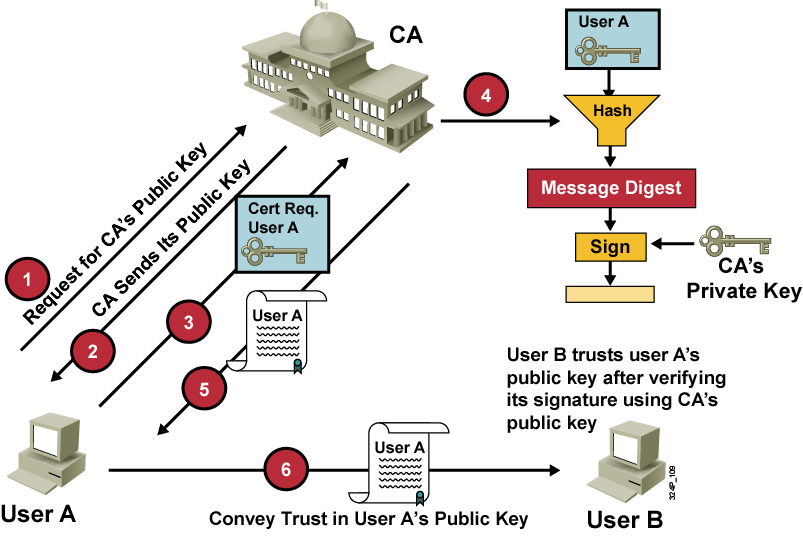 CA
User A
4
Hash
Message Digest
Sign
CA's
Private Key
1
Request for CA's Public Key
2
CA Sends Its Public Key
3
Cert Req.
User A
5
User A
User B trusts user A's
public key after verifying
its signature using CA's
public key
User A
6
User A
Convey Trust in User A's Public Key
User B
324P_109